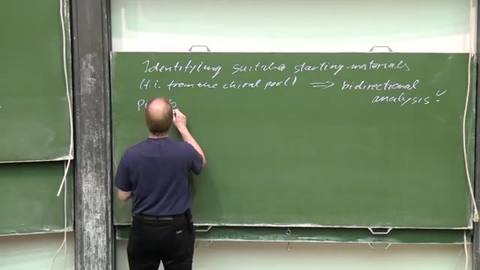 Identifying suitable starting materials
(f.i. from the chiral pool) ⇒ bidirectional
analysis!